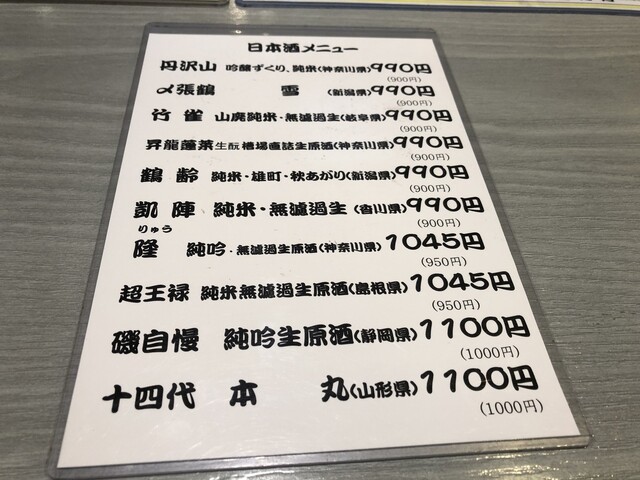 日本酒メニュー
丹沢山 吟醸ずくり、純米(神奈川県)990円
(900円)
〆張鶴 雪 (新潟県)990円
(900円)
竹雀 山廃純米・無濾過生(岐阜県)990円
(900円)
昇龍蓬莱 生酛槽場直詰生原酒(神奈川県)990円
(900円)
鶴齢 純米・雄町・秋あがり(新潟県)990円
(900円)
凱陣 純米・無濾過生(香川県)990円
(900円)
りゅう
隆 純吟・無濾過生原酒(神奈川県)1045円
(950円)
超王禄 純米無濾過生原酒(島根県)1045円
(950円)
磯自慢 純吟生原酒(静岡県)1100円
(1000円)
十四代 本丸(山形県)1100円
(1000円)